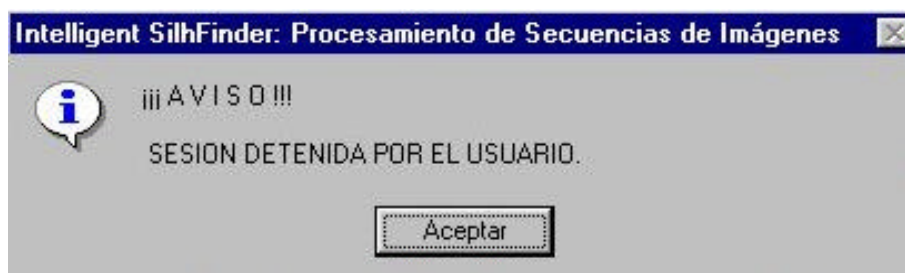 Intelligent SilhFinder: Procesamiento de Secuencias de Imágenes
¡¡¡ A V I S O !!!
SESION DETENIDA POR EL USUARIO.
Aceptar